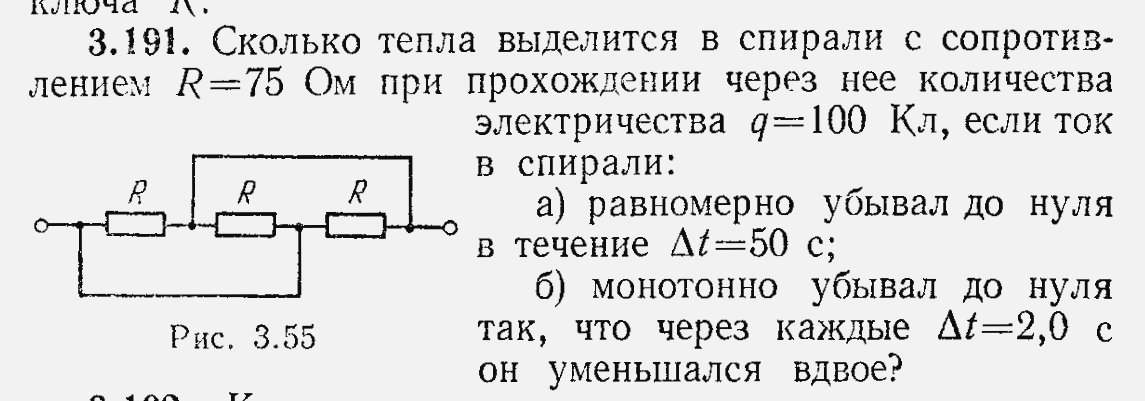 ключа К.
3.191. Сколько тепла выделится в спирали с сопротив-
лением R=75 Ом при прохождении через нее количества
электричества q=100 Кл, если ток
в спирали:
а) равномерно убывал до нуля
в течение Δt=50 с;
б) монотонно убывал до нуля
так, что через каждые Δt=2,0 с
он уменьшался вдвое?
R R R
Рис. 3.55